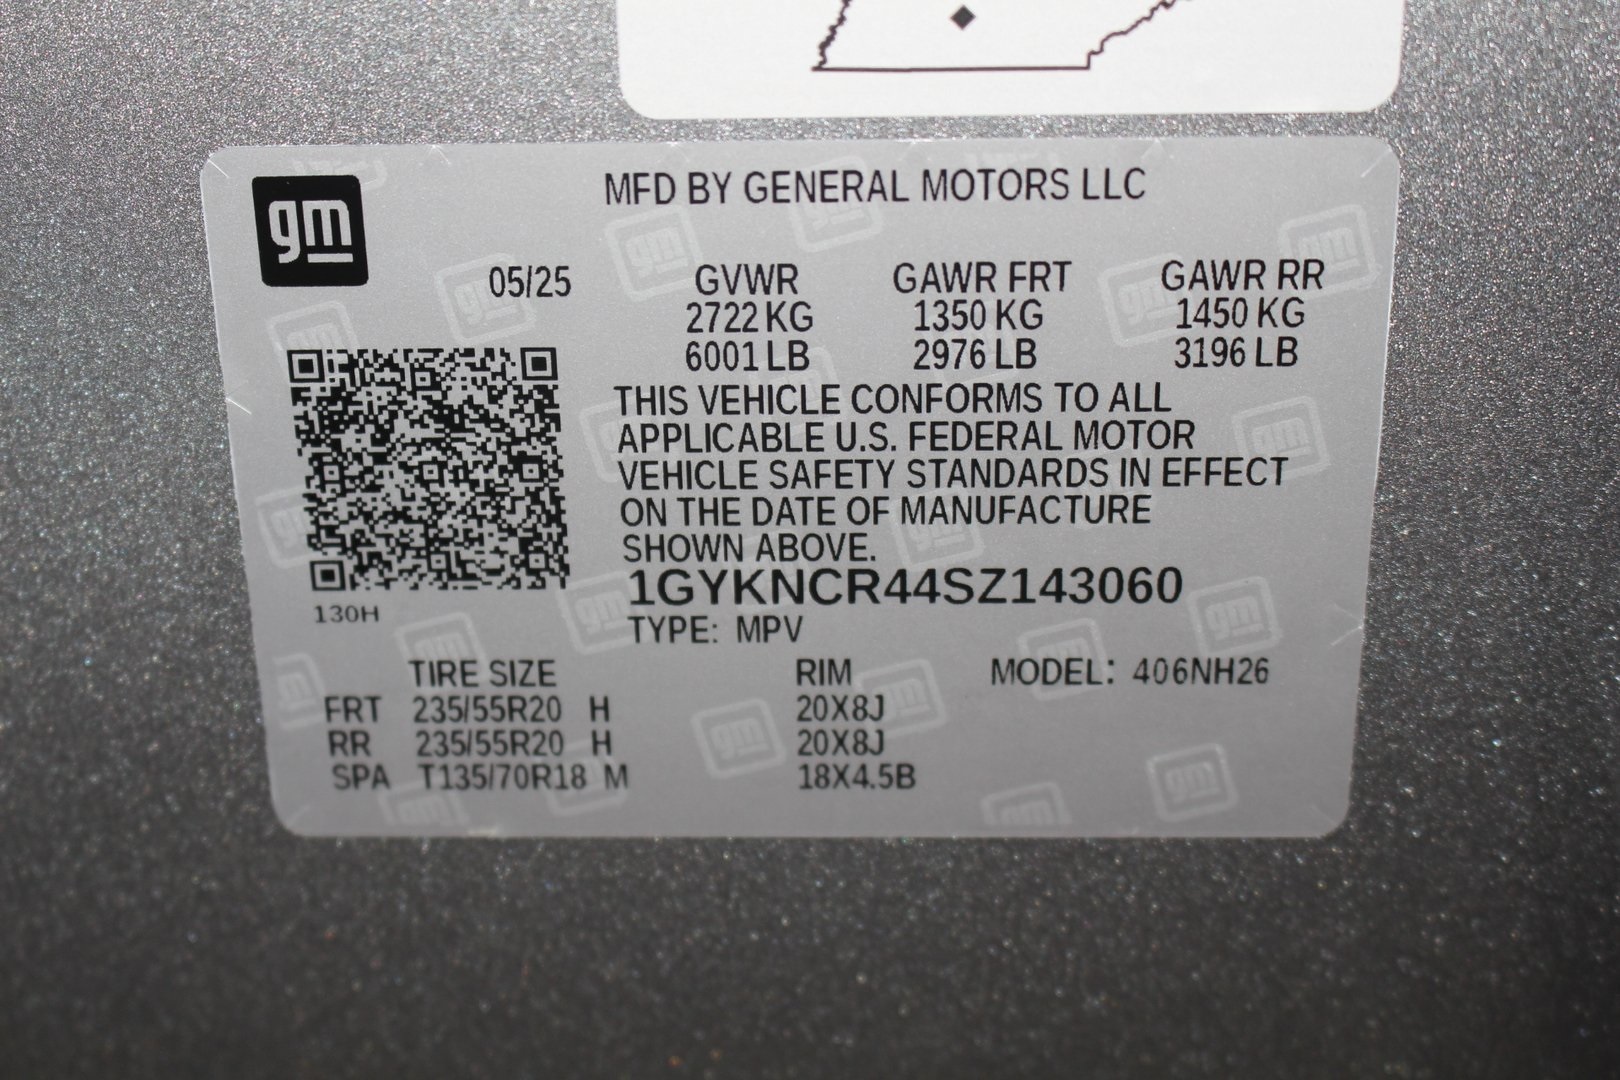 gm
MFD BY GENERAL MOTORS LLC
05/25 GVWR GAWR FRT GAWR RR
2722 KG 1350 KG 1450 KG
6001 LB 2976 LB 3196 LB
THIS VEHICLE CONFORMS TO ALL
APPLICABLE U.S. FEDERAL MOTOR
VEHICLE SAFETY STANDARDS IN EFFECT
ON THE DATE OF MANUFACTURE
SHOWN ABOVE.
1GYKNCR44SZ143060
130H
TYPE: MPV
TIRE SIZE RIM MODEL: 406NH26
FRT 235/55R20 H 20X8J
RR 235/55R20 H 20X8J
SPA T135/70R18 M 18X4.5B